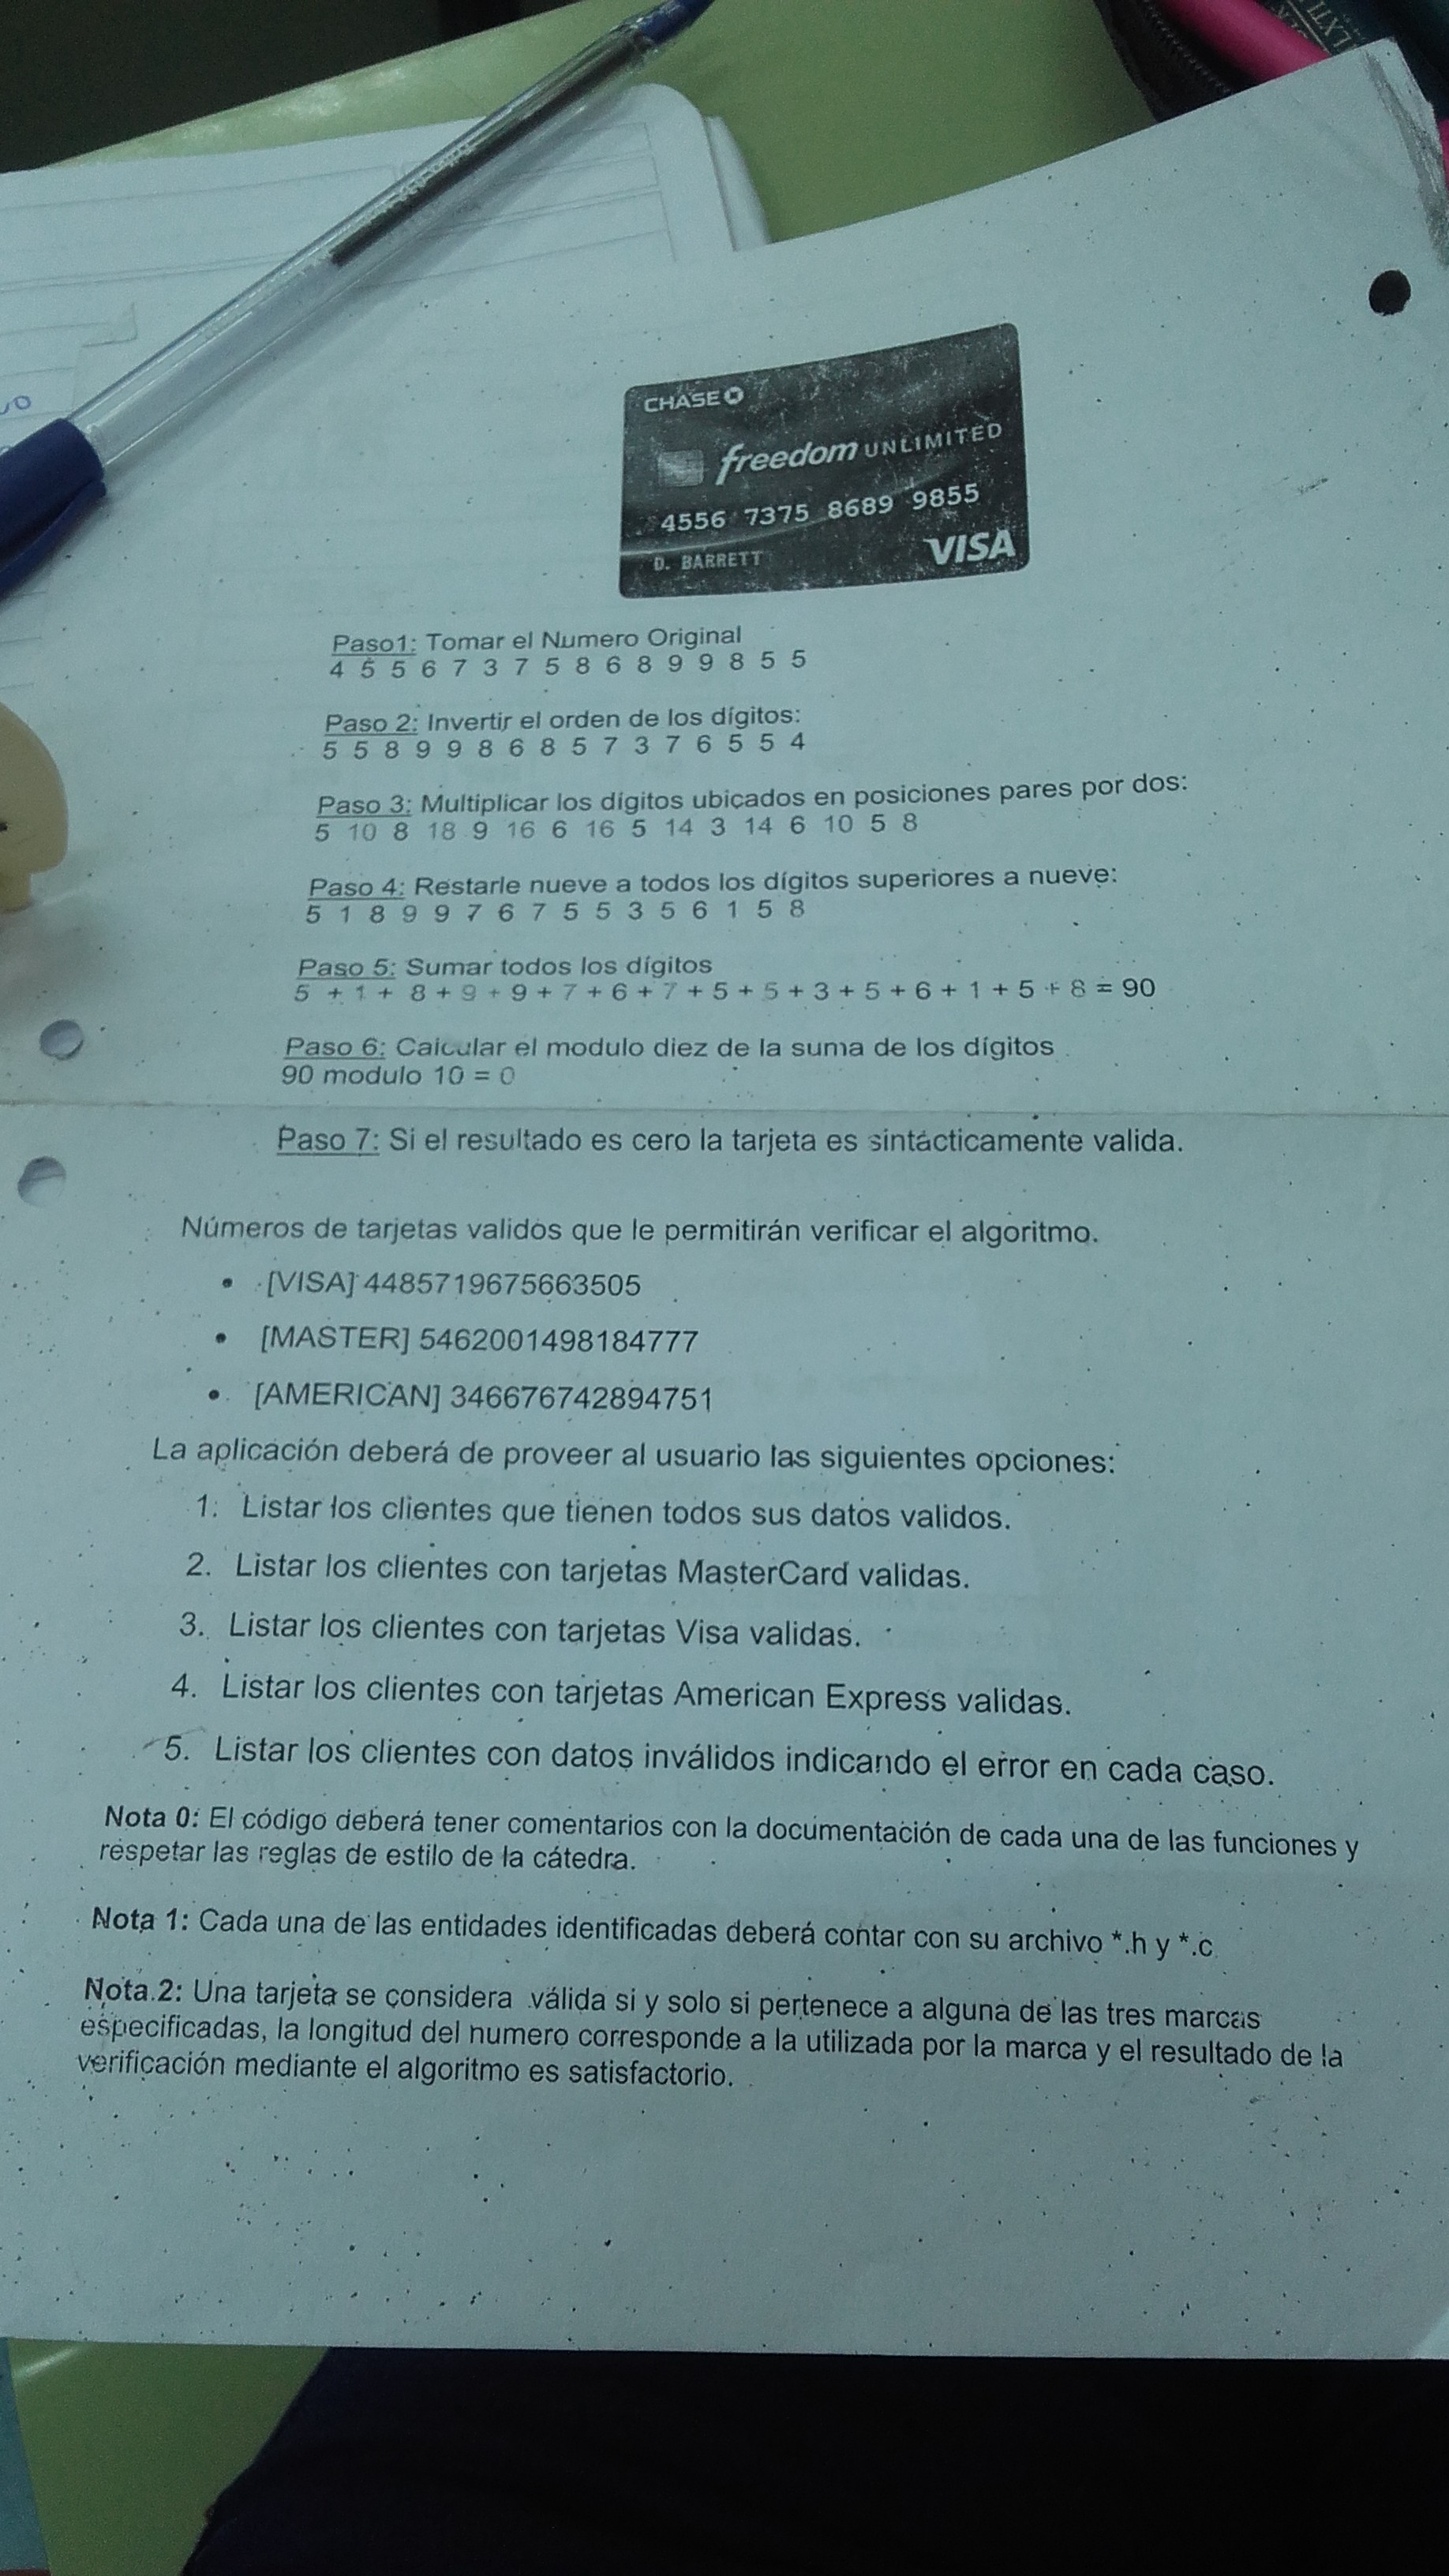 CHASE
freedom UNLIMITED
4556 7375 8689 9855
D. BARRETT
VISA
Paso1: Tomar el Numero Original
4 5 5 6 7 3 7 5 8 6 8 9 9 8 5 5
Paso 2: Invertir el orden de los dígitos:
5 5 8 9 9 8 6 8 5 7 3 7 6 5 5 4
Paso 3: Multiplicar los dígitos ubicados en posiciones pares por dos:
5 10 8 18 9 16 6 16 5 14 3 14 6 10 5 8
Paso 4: Restarle nueve a todos los dígitos superiores a nueve:
5 1 8 9 9 7 6 7 5 5 3 5 6 1 5 8
Paso 5: Sumar todos los dígitos
5 + 1 + 8 + 9 + 9 + 7 + 6 + 7 + 5 + 5 + 3 + 5 + 6 + 1 + 5 + 8 = 90
Paso 6: Calcular el modulo diez de la suma de los dígitos
90 modulo 10 = 0
Paso 7: Si el resultado es cero la tarjeta es sintácticamente valida.
Números de tarjetas validos que le permitirán verificar el algoritmo.
• [VISA] 4485719675663505
• [MASTER] 5462001498184777
• [AMERICAN] 346676742894751
La aplicación deberá de proveer al usuario las siguientes opciones:
1. Listar los clientes que tienen todos sus datos validos.
2. Listar los clientes con tarjetas MasterCard validas.
3. Listar los clientes con tarjetas Visa validas.
4. Listar los clientes con tarjetas American Express validas.
5. Listar los clientes con datos inválidos indicando el error en cada caso.
Nota 0: El código deberá tener comentarios con la documentación de cada una de las funciones y
respetar las reglas de estilo de la cátedra.
Nota 1: Cada una de las entidades identificadas deberá contar con su archivo *.h y *.c
Nota 2: Una tarjeta se considera válida si y solo si pertenece a alguna de las tres marcas
especificadas, la longitud del numero corresponde a la utilizada por la marca y el resultado de la
verificación mediante el algoritmo es satisfactorio.